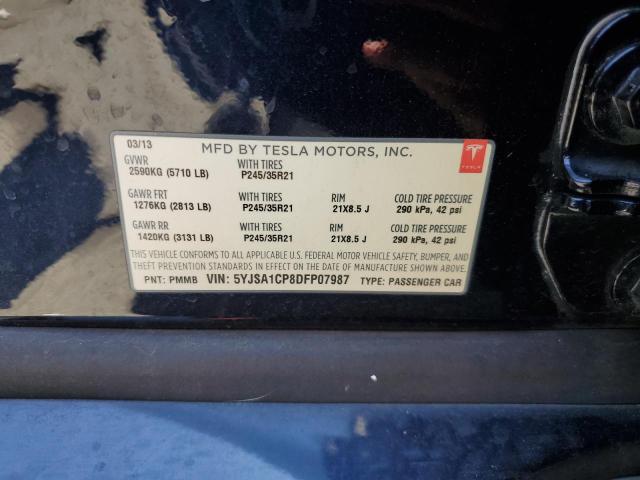 03/13 MFD BY TESLA MOTORS, INC.
GVWR WITH TIRES
2590KG (5710 LB) P245/35R21
TESLA
GAWR FRT WITH TIRES RIM COLD TIRE PRESSURE
1276KG (2813 LB) P245/35R21 21X8.5 J 290 kPa, 42 psi
GAWR RR WITH TIRES RIM COLD TIRE PRESSURE
1420KG (3131 LB) P245/35R21 21X8.5 J 290 kPa, 42 psi
THIS VEHICLE CONFORMS TO ALL APPLICABLE U.S. FEDERAL MOTOR VEHICLE SAFETY, BUMPER, AND
THEFT PREVENTION STANDARDS IN EFFECT ON THE DATE OF MANUFACTURE SHOWN ABOVE.
PNT: PMMB VIN: 5YJSA1CP8DFP07987 TYPE: PASSENGER CAR